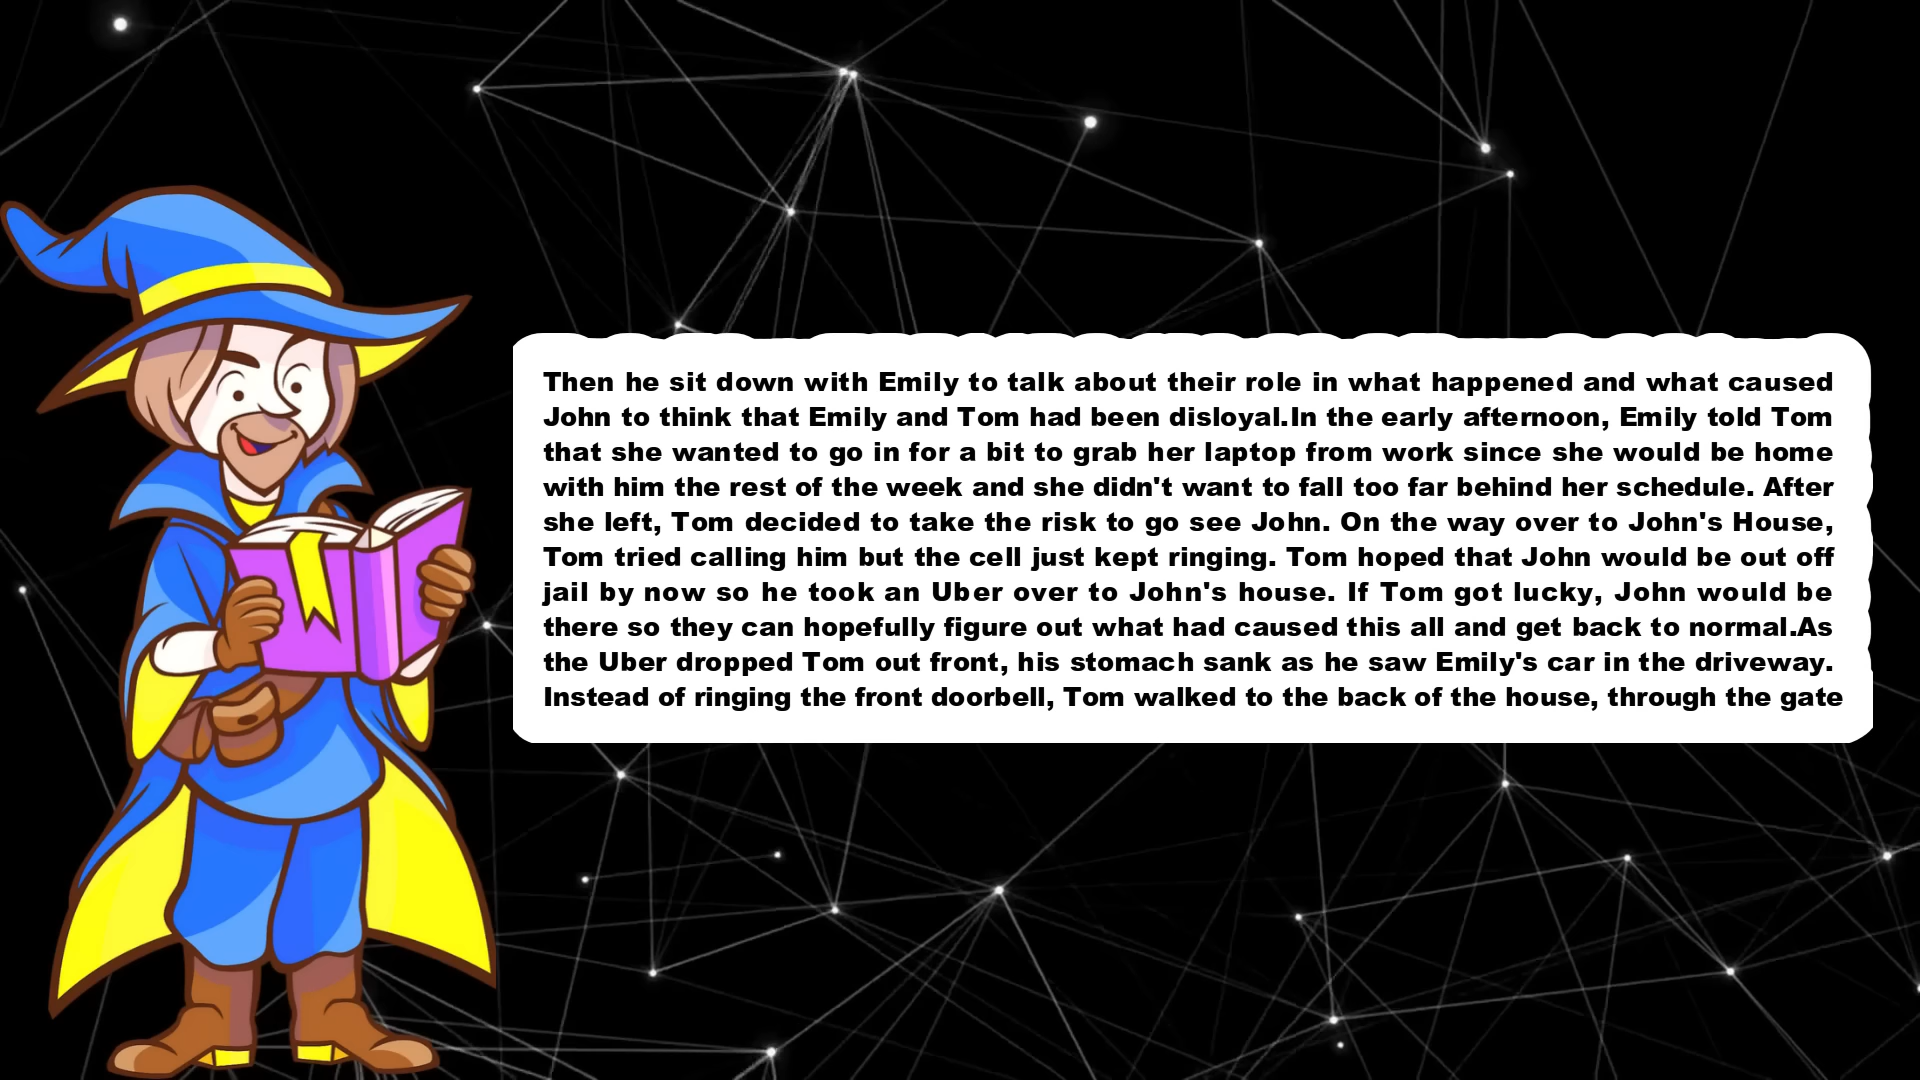 Then he sit down with Emily to talk about their role in what happened and what caused
John to think that Emily and Tom had been disloyal.In the early afternoon, Emily told Tom
that she wanted to go in for a bit to grab her laptop from work since she would be home
with him the rest of the week and she didn't want to fall too far behind her schedule. After
she left, Tom decided to take the risk to go see John. On the way over to John's House,
Tom tried calling him but the cell just kept ringing. Tom hoped that John would be out off
jail by now so he took an Uber over to John's house. If Tom got lucky, John would be
there so they can hopefully figure out what had caused this all and get back to normal.As
the Uber dropped Tom out front, his stomach sank as he saw Emily's car in the driveway.
Instead of ringing the front doorbell, Tom walked to the back of the house, through the gate